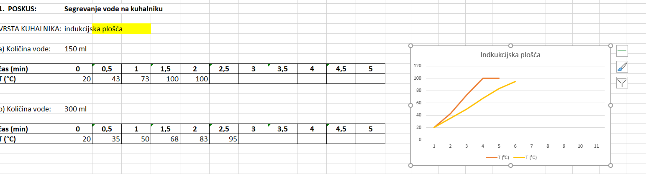 1. POSKUS: Segrevanje vode na kuhalniku
VRSTA KUHALNIKA: indukcijska plošča
a) Količina vode: 150 ml
čas (min) 0 0,5 1 1,5 2 2,5 3 3,5 4 4,5 5
T (°C) 20 43 73 100 100
b) Količina vode: 300 ml
čas (min) 0 0,5 1 1,5 2 2,5 3 3,5 4 4,5 5
T (°C) 20 35 50 68 83 95
Indkukcijska plošča
120
100
80
60
40
20
0
1 2 3 4 5 6 7 8 9 10 11
T (°C) T (°C)